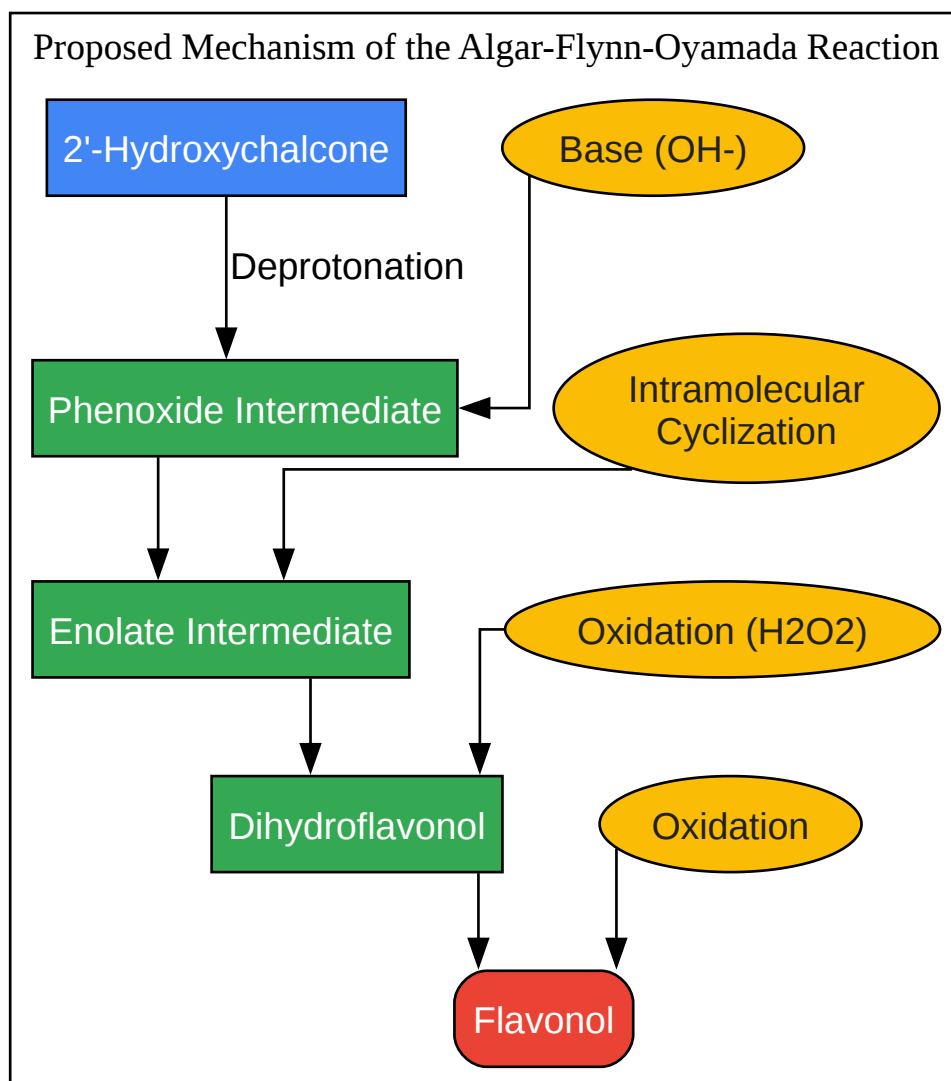 Proposed Mechanism of the Algar-Flynn-Oyamada Reaction
2'-Hydroxychalcone
Base (OH-)
Deprotonation
Phenoxide Intermediate
Intramolecular
Cyclization
Enolate Intermediate
Oxidation (H2O2)
Dihydroflavonol
Oxidation
Flavonol